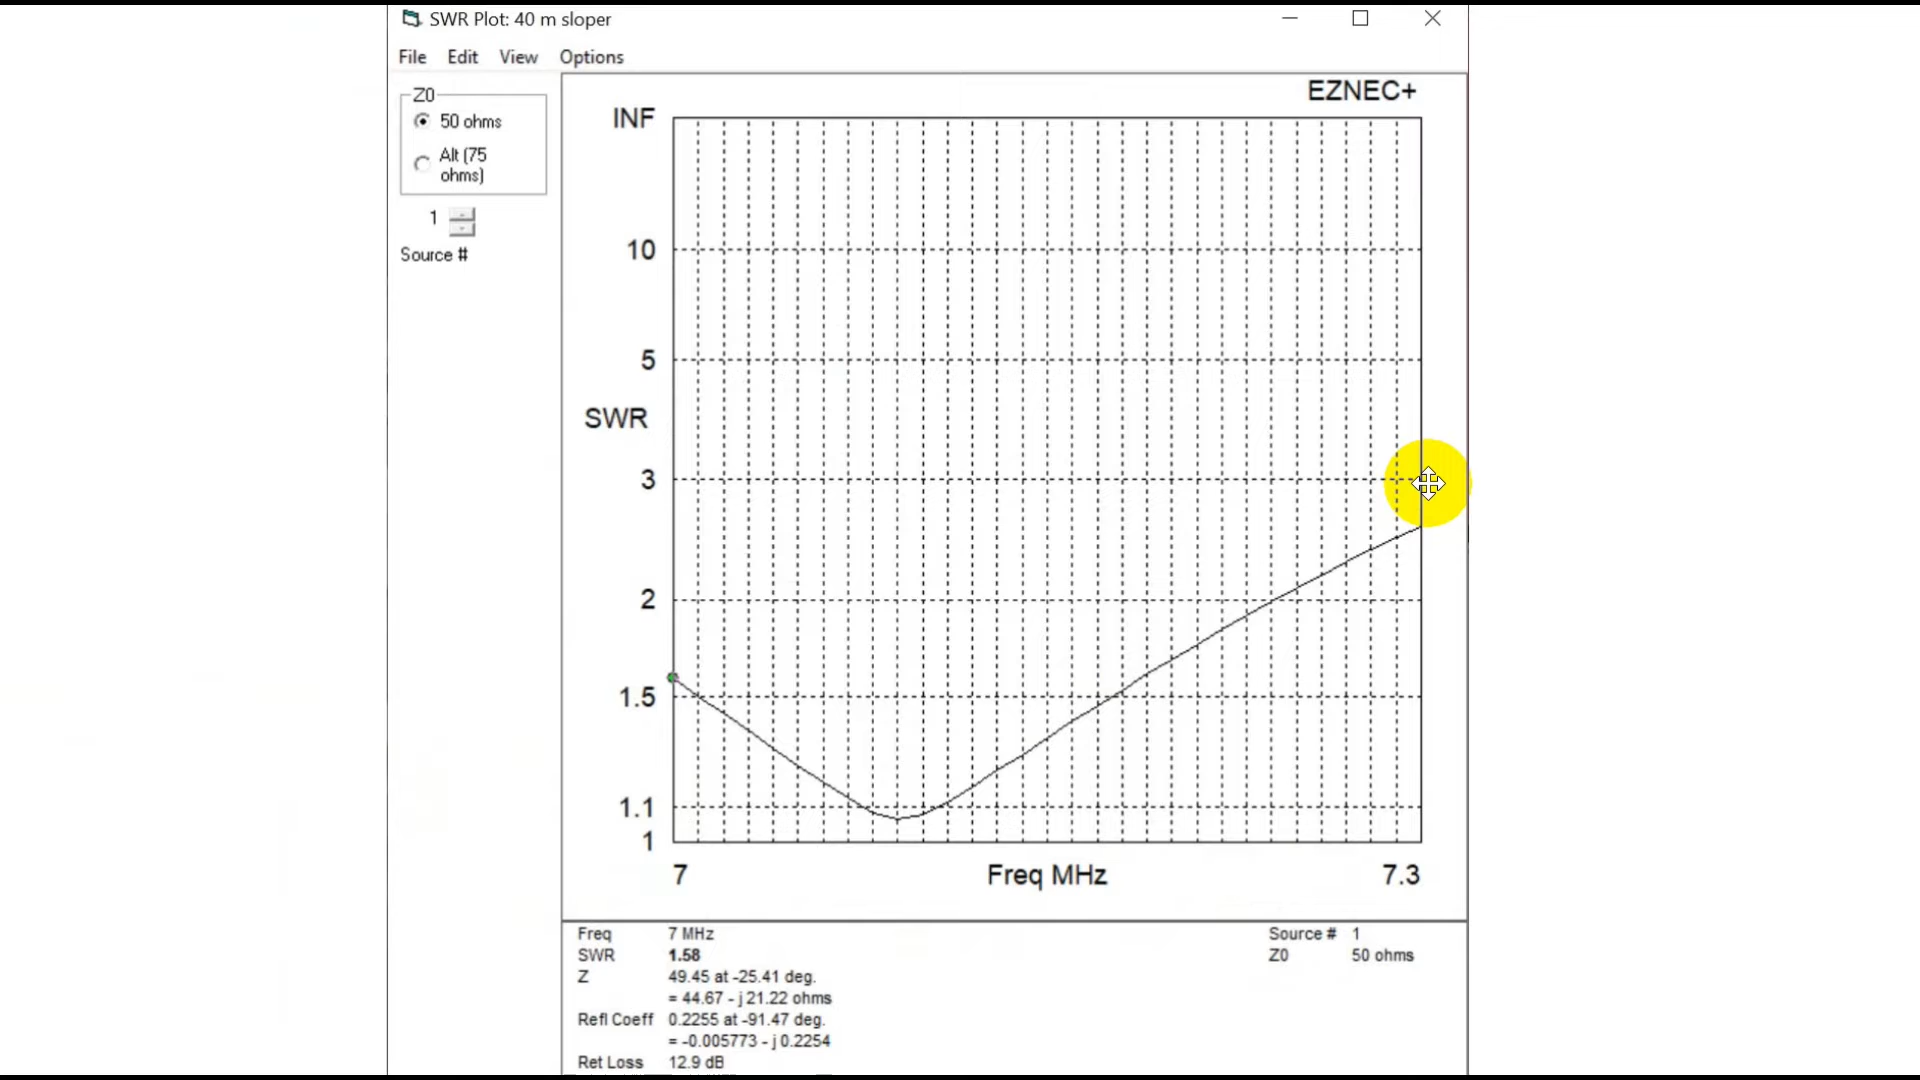 SWR Plot: 40 m sloper
File Edit View Options
Z0
50 ohms
Alt (75
ohms)
1
Source #
EZNEC+
INF
10
5
SWR
3
2
1.5
1.1
1
7 Freq MHz 7.3
Freq 7 MHz Source # 1
SWR 1.58 Z0 50 ohms
Z 49.45 at -25.41 deg.
= 44.67 - j 21.22 ohms
Refl Coeff 0.2255 at -91.47 deg.
= -0.005773 - j 0.2254
Ret Loss 12.9 dB